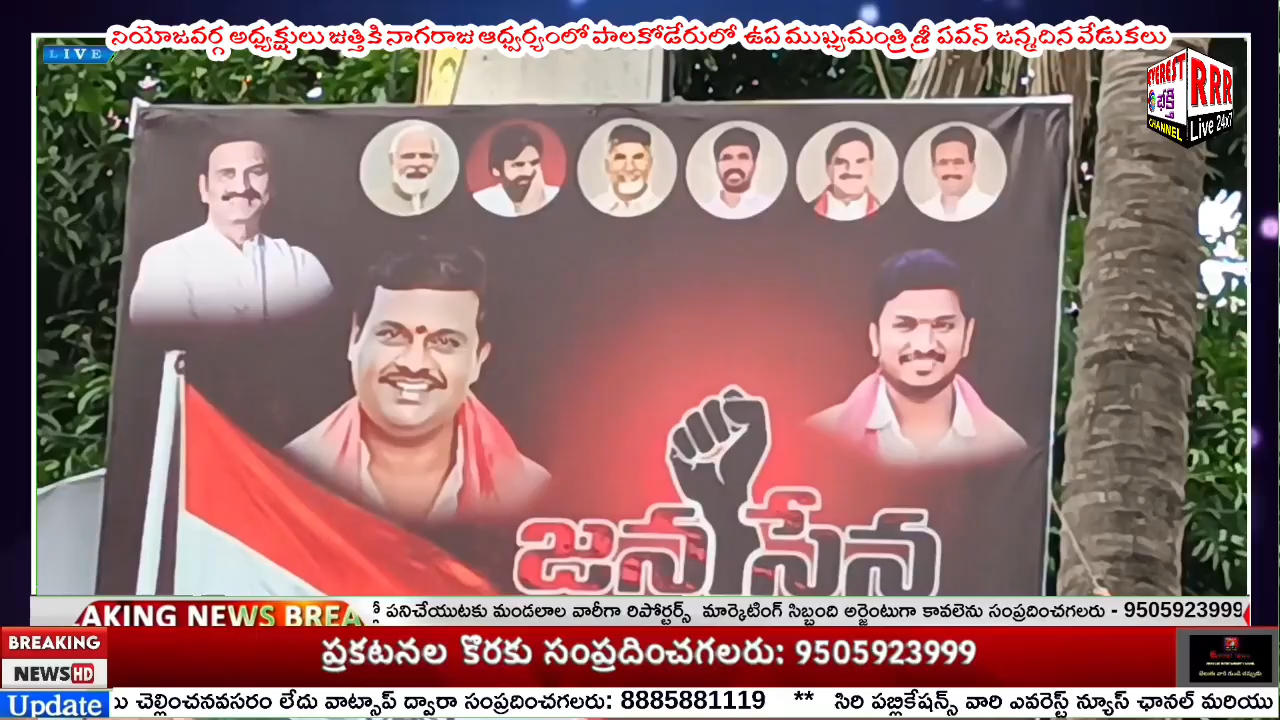 నియోజవర్గ అధ్యక్షులు జుత్తికి నాగరాజు ఆధ్వర్యంలో పాలకోడేరులో ఉప ముఖ్యమంత్రి శ్రీ పవన్ జన్మదిన వేడుకలు
LIVE
EVEREST RRR
భక్తి
CHANNEL Live 24x7
జన సేన
AKING NEWS BREA
పనిచేయుటకు మండలాల వారీగా రిపోర్టర్స్ మార్కెటింగ్ సిబ్బంది అర్జెంటుగా కావలెను సంప్రదించగలరు - 9505923999
BREAKING
NEWS HD
ప్రకటనల కొరకు సంప్రదించగలరు: 9505923999
Update
చెల్లించనవసరం లేదు వాట్సాప్ ద్వారా సంప్రదించగలరు: 8885881119 ** సిరి పబ్లికేషన్స్ వారి ఎవరెస్ట్ న్యూస్ ఛానల్ మరియు